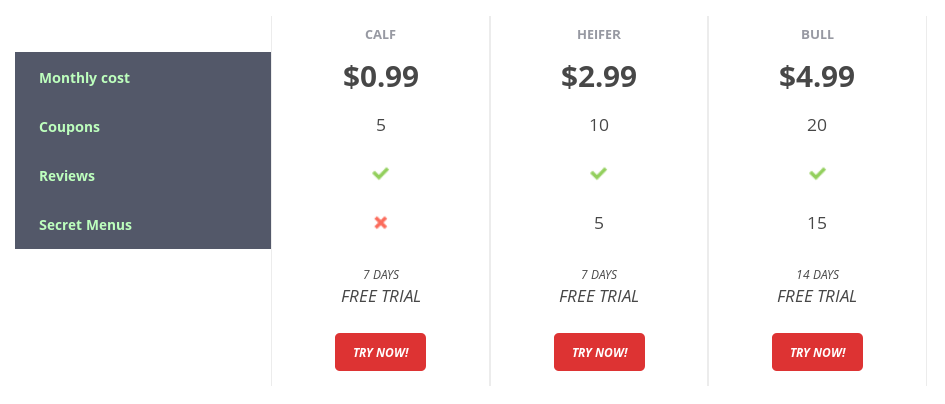 CALF HEIFER BULL
Monthly cost $0.99 $2.99 $4.99
Coupons 5 10 20
Reviews
Secret Menus 5 15
7 DAYS 7 DAYS 14 DAYS
FREE TRIAL FREE TRIAL FREE TRIAL
TRY NOW! TRY NOW! TRY NOW!